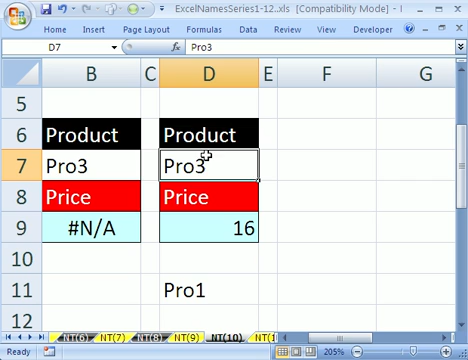 ExcelNamesSeries1-12..xls [Compatibility Mode] -
Home Insert Page Layout Formulas Data Review View Developer
D7 fx Pro3
B C D E F G
5
6 Product Product
7 Pro3 Pro3
8 Price Price
9 #N/A 16
10
11 Pro1
12
NT(6) NT(7) NT(8) NT(9) NT(10) NT(1
Ready 205%